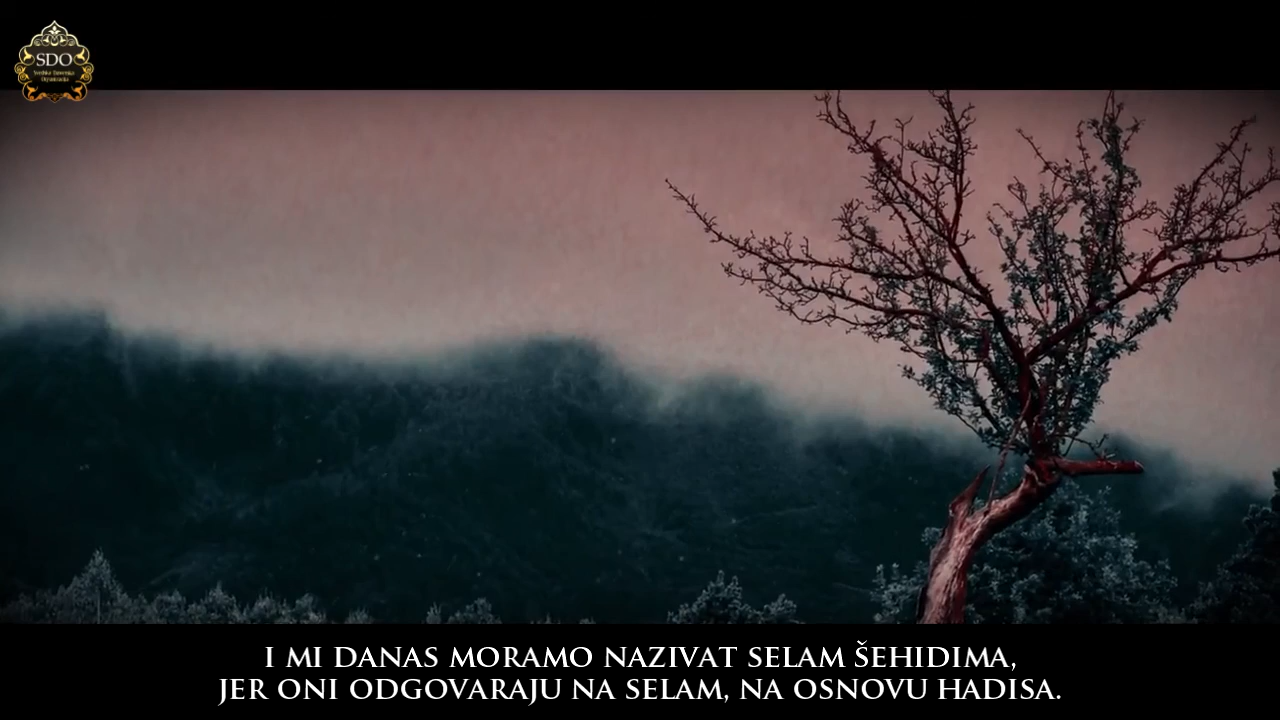 SDO
I MI DANAS MORAMO NAZIVAT SELAM ŠEHIDIMA,
JER ONI ODGOVARAJU NA SELAM, NA OSNOVU HADISA.